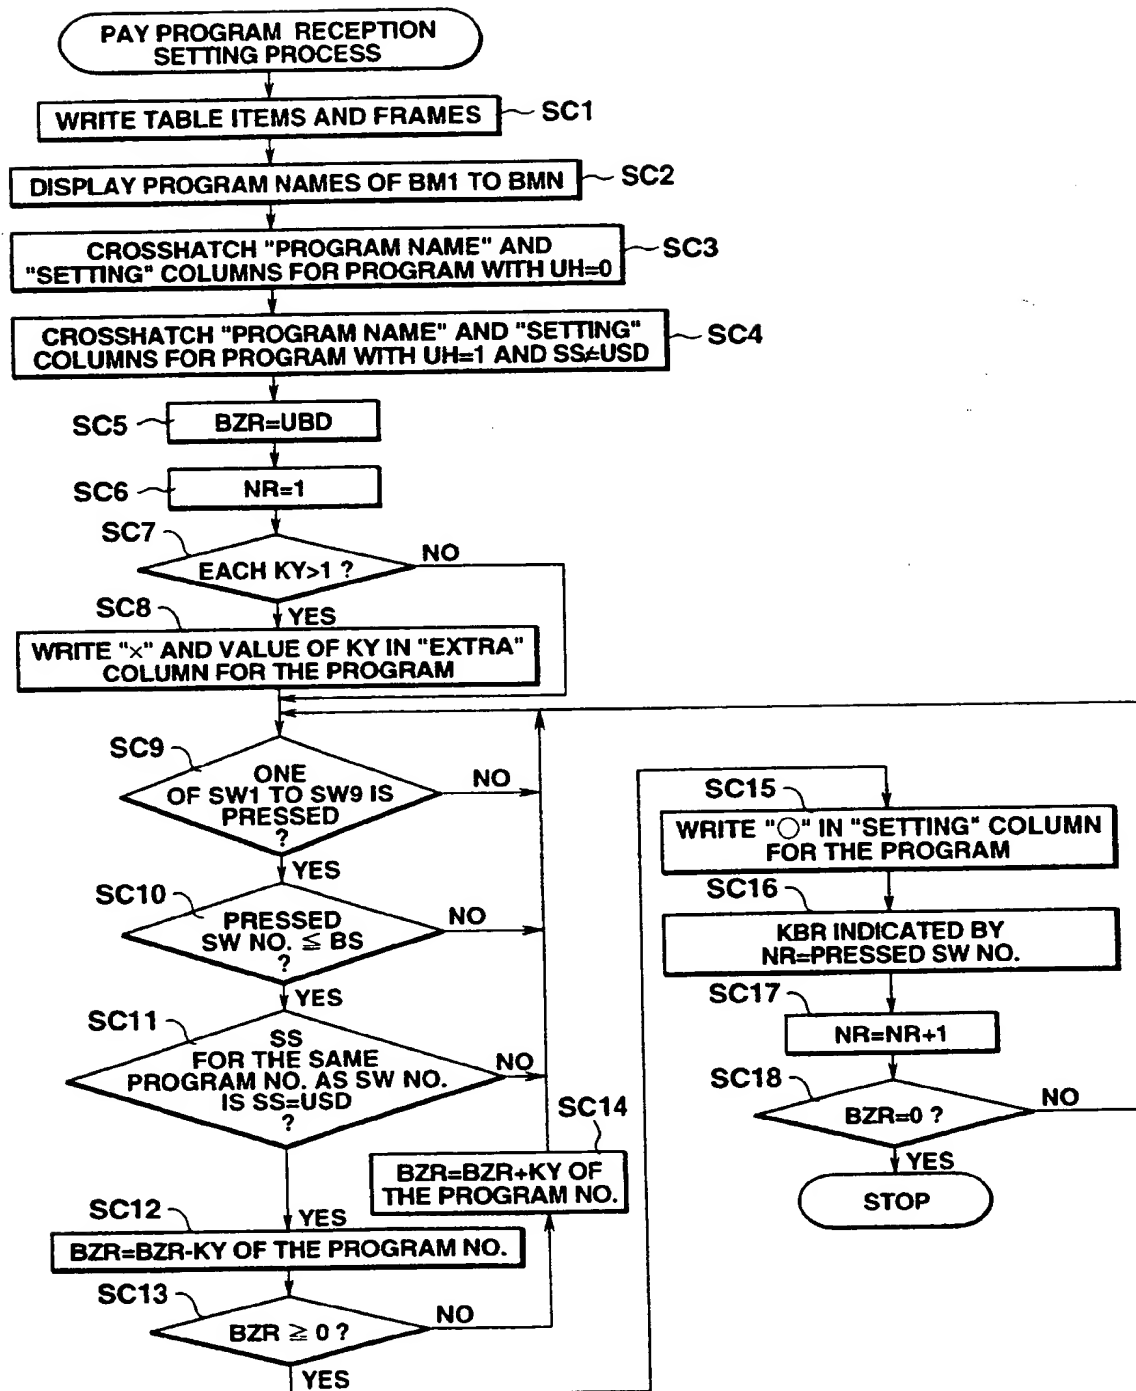 PAY PROGRAM RECEPTION
SETTING PROCESS
WRITE TABLE ITEMS AND FRAMES
SC1
DISPLAY PROGRAM NAMES OF BM1 TO BMN
SC2
CROSSHATCH "PROGRAM NAME" AND
"SETTING" COLUMNS FOR PROGRAM WITH UH=0
SC3
CROSSHATCH "PROGRAM NAME" AND "SETTING"
COLUMNS FOR PROGRAM WITH UH=1 AND SS≠USD
SC4
SC5
BZR=UBD
SC6
NR=1
SC7
EACH KY>1 ?
NO
YES
SC8
WRITE "×" AND VALUE OF KY IN "EXTRA"
COLUMN FOR THE PROGRAM
SC9
ONE
OF SW1 TO SW9 IS
PRESSED
?
NO
YES
SC10
PRESSED
SW NO. ≦ BS
?
NO
YES
SC11
SS
FOR THE SAME
PROGRAM NO. AS SW NO.
IS SS=USD
?
NO
YES
SC12
BZR=BZR-KY OF THE PROGRAM NO.
SC13
BZR ≧ 0 ?
NO
YES
SC14
BZR=BZR+KY OF
THE PROGRAM NO.
SC15
WRITE "○" IN "SETTING" COLUMN
FOR THE PROGRAM
SC16
KBR INDICATED BY
NR=PRESSED SW NO.
SC17
NR=NR+1
SC18
BZR=0 ?
NO
YES
STOP